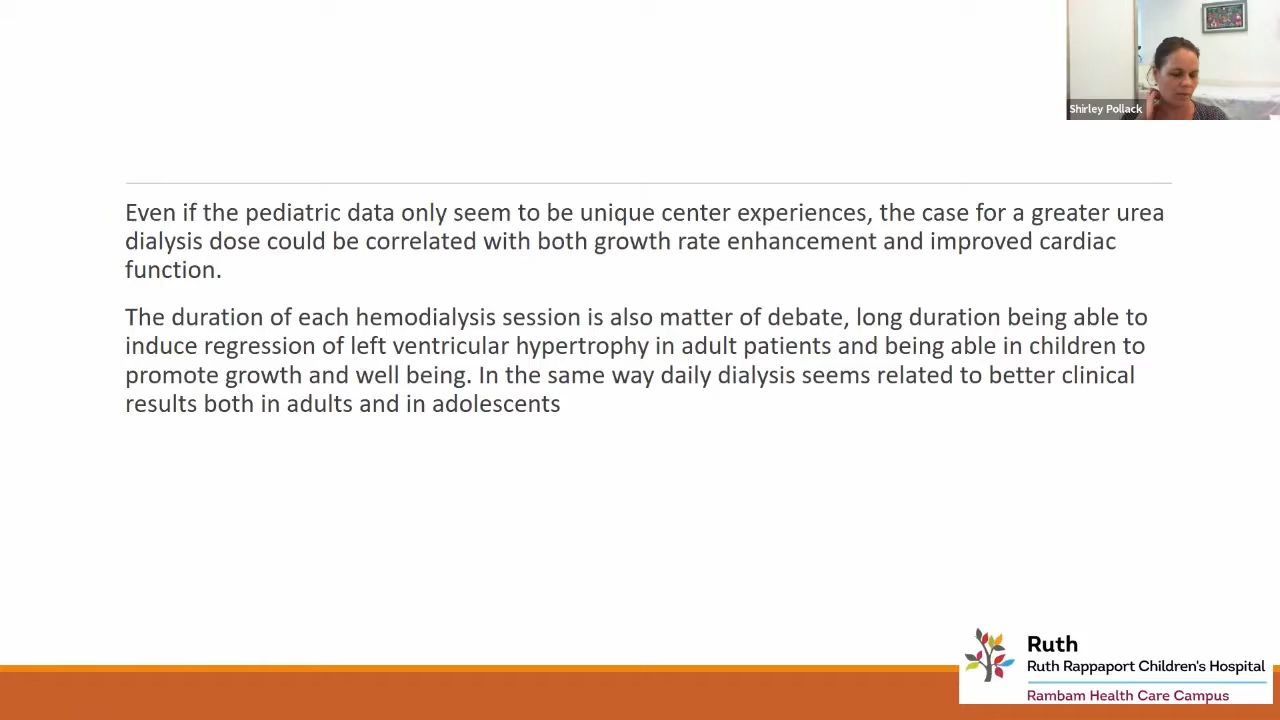 Shirley Pollack
Even if the pediatric data only seem to be unique center experiences, the case for a greater urea
dialysis dose could be correlated with both growth rate enhancement and improved cardiac
function.
The duration of each hemodialysis session is also matter of debate, long duration being able to
induce regression of left ventricular hypertrophy in adult patients and being able in children to
promote growth and well being. In the same way daily dialysis seems related to better clinical
results both in adults and in adolescents
Ruth
Ruth Rappaport Children's Hospital
Rambam Health Care Campus